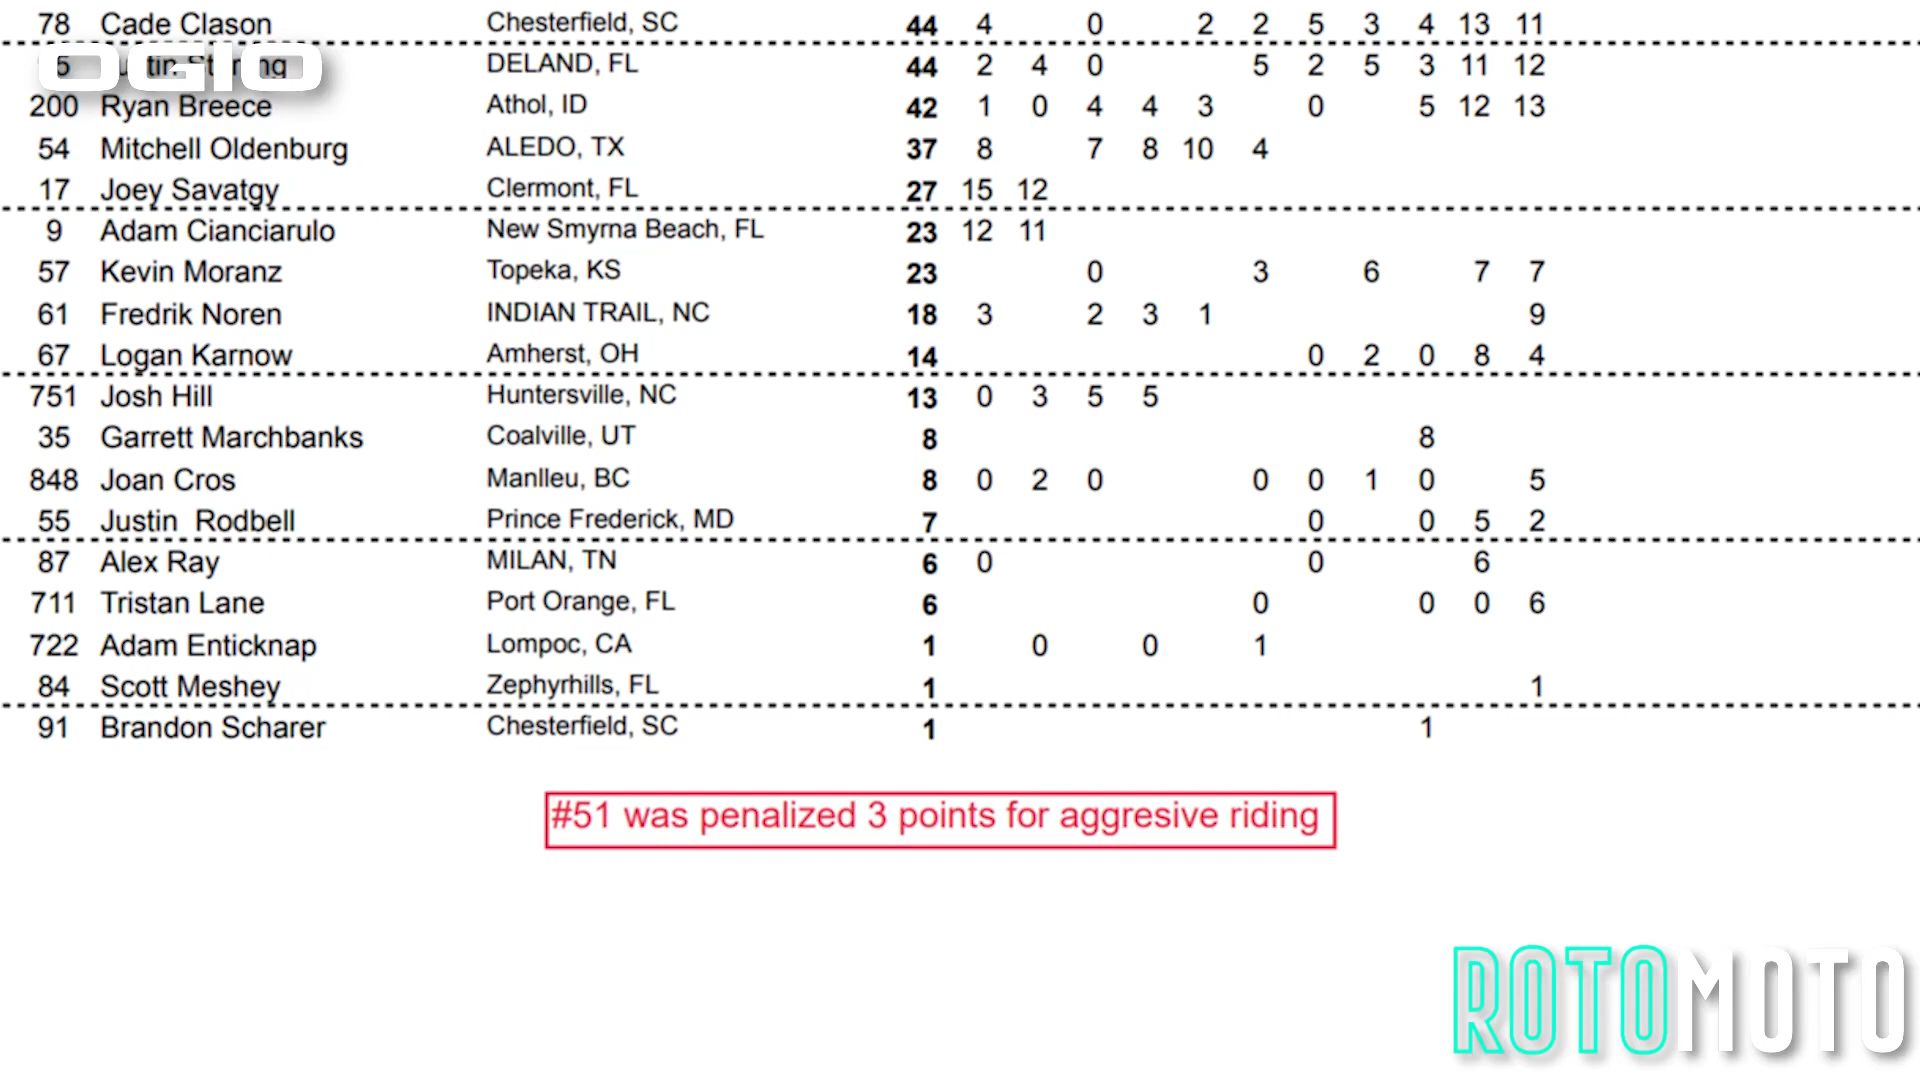 78 Cade Clason Chesterfield, SC 44 4 0 2 2 5 3 4 13 11
OGIO
DELAND, FL 44 2 4 0 5 2 5 3 11 12
200 Ryan Breece Athol, ID 42 1 0 4 4 3 0 5 12 13
54 Mitchell Oldenburg ALEDO, TX 37 8 7 8 10 4
17 Joey Savatgy Clermont, FL 27 15 12
9 Adam Cianciarulo New Smyrna Beach, FL 23 12 11
57 Kevin Moranz Topeka, KS 23 0 3 6 7 7
61 Fredrik Noren INDIAN TRAIL, NC 18 3 2 3 1 9
67 Logan Karnow Amherst, OH 14 0 2 0 8 4
751 Josh Hill Huntersville, NC 13 0 3 5 5
35 Garrett Marchbanks Coalville, UT 8 8
848 Joan Cros Manlleu, BC 8 0 2 0 0 0 1 0 5
55 Justin Rodbell Prince Frederick, MD 7 0 0 5 2
87 Alex Ray MILAN, TN 6 0 0 6
711 Tristan Lane Port Orange, FL 6 0 0 0 6
722 Adam Enticknap Lompoc, CA 1 0 0 1
84 Scott Meshey Zephyrhills, FL 1 1
91 Brandon Scharer Chesterfield, SC 1 1
#51 was penalized 3 points for aggresive riding
ROTOMOTO